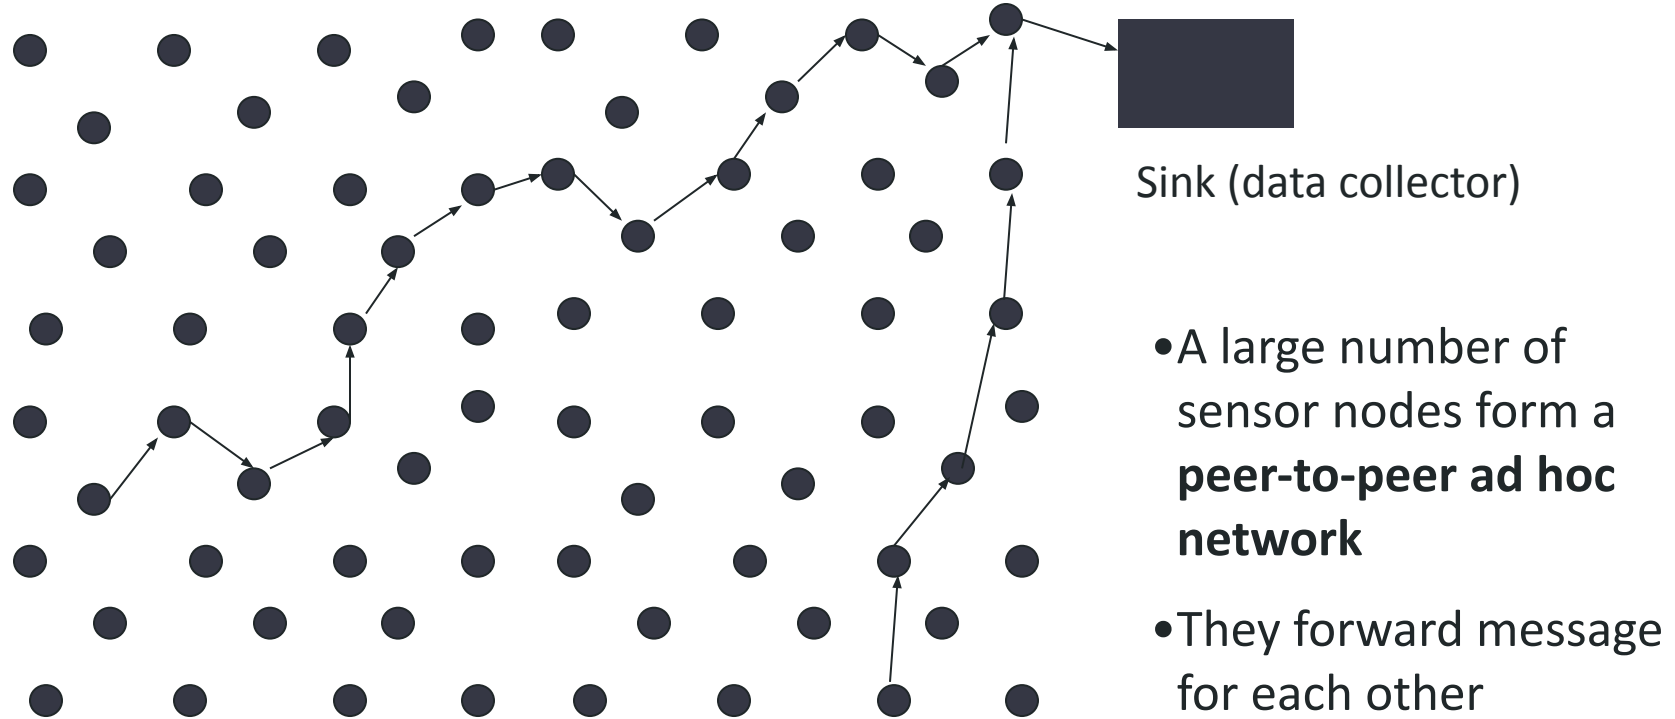 Sink (data collector)
•A large number of
sensor nodes form a
peer-to-peer ad hoc
network
•They forward message
for each other